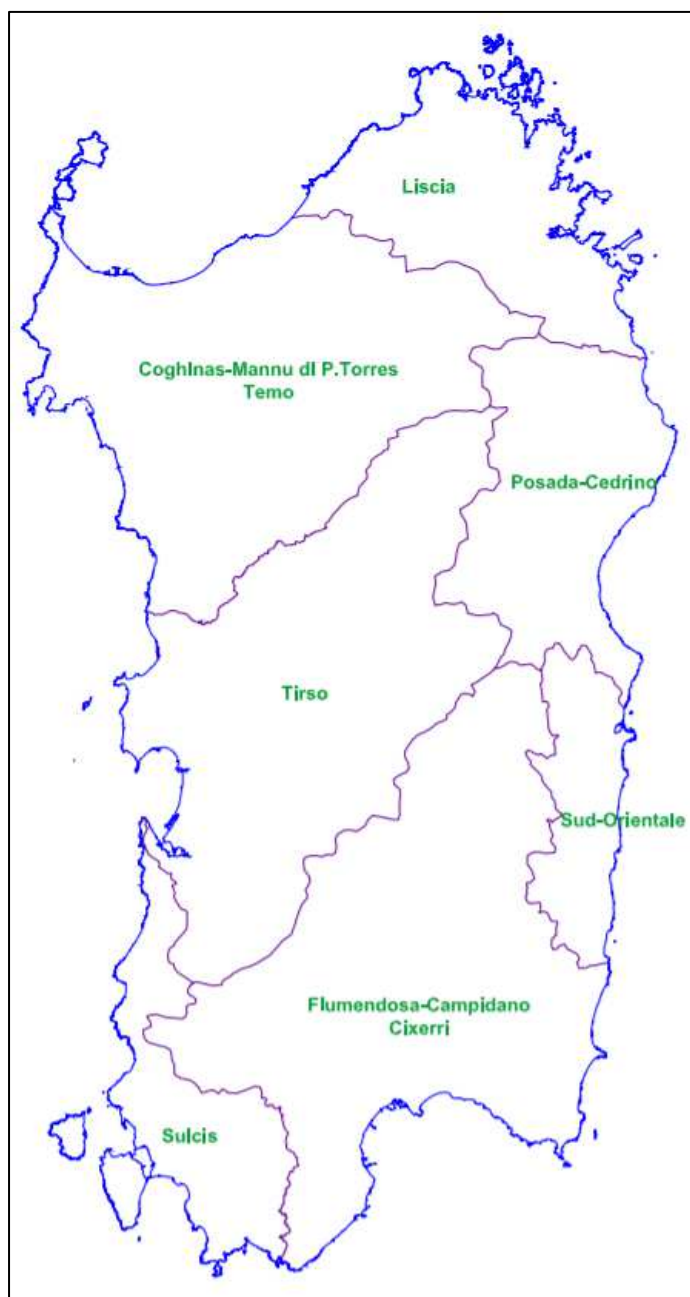 Liscia
Coghinas-Mannu di P.Torres
Temo
Posada-Cedrino
Tirso
Sud-Orientale
Flumendosa-Campidano
Cixerri
Sulcis